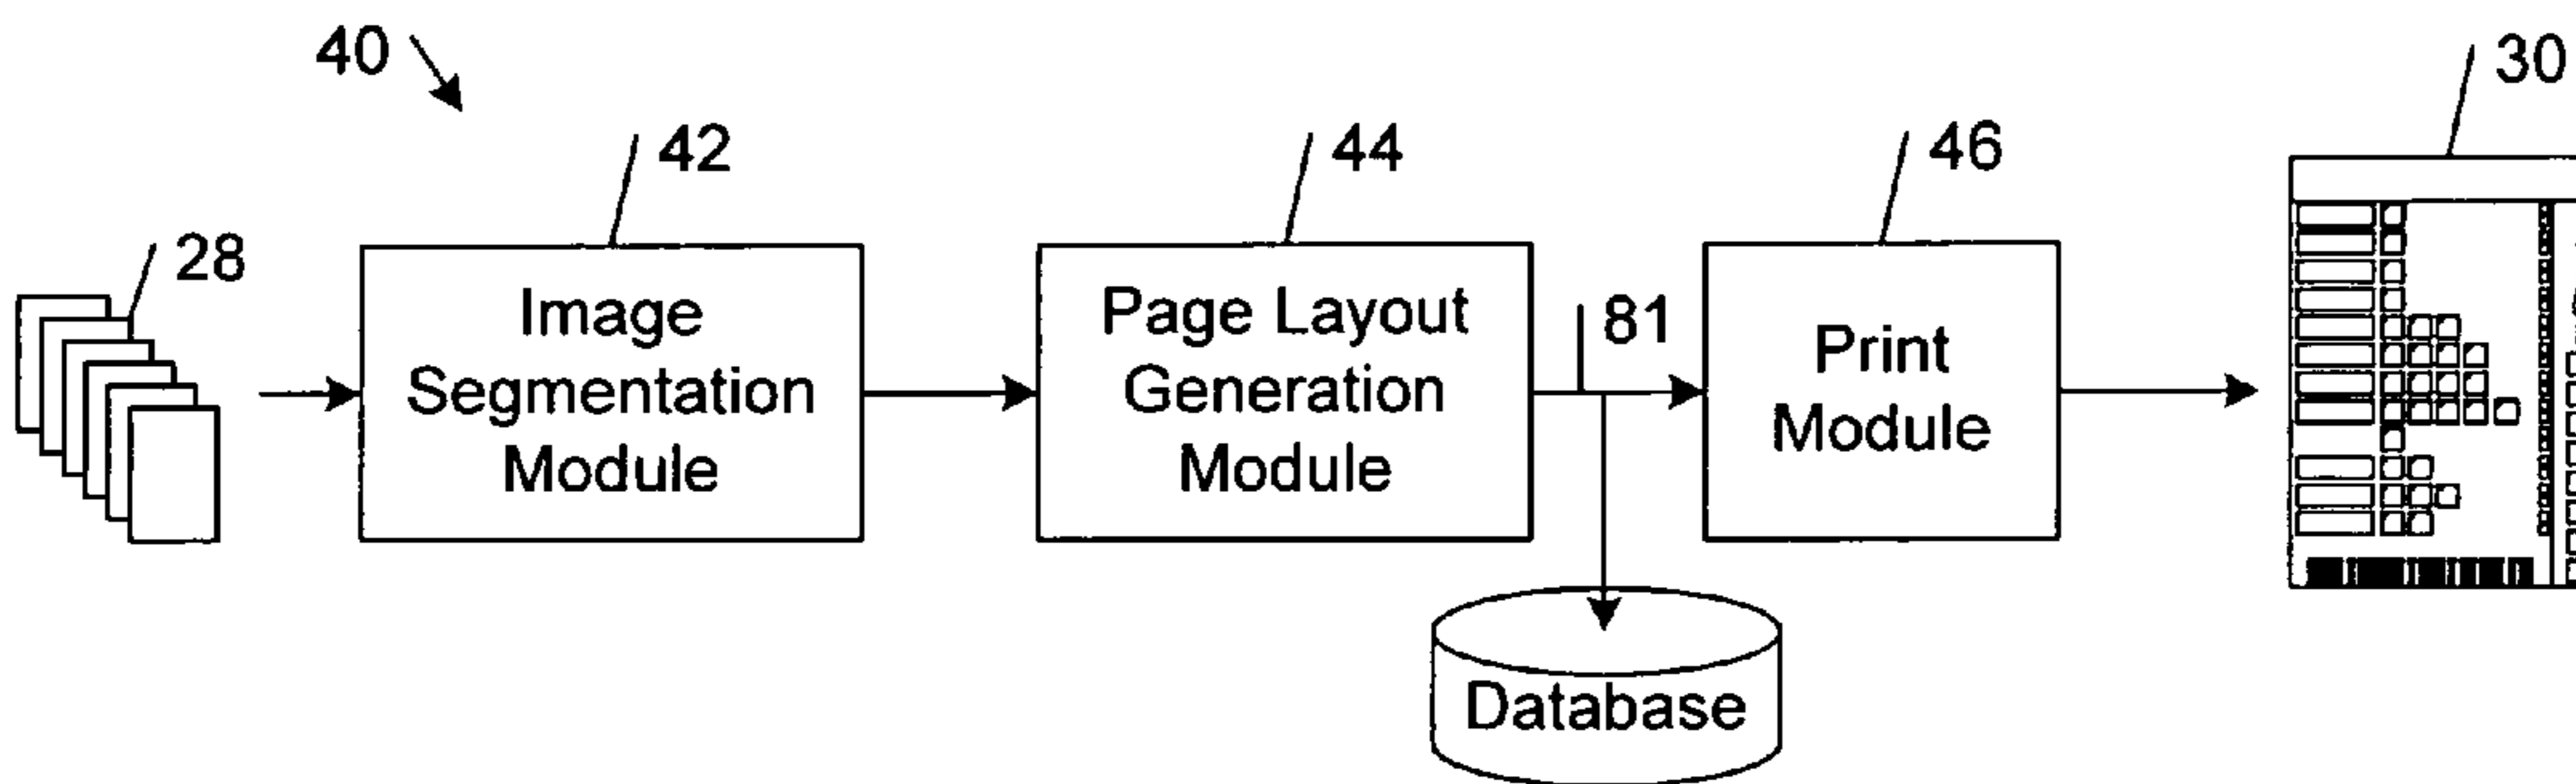 40
30
42
44
46
28
Image
Segmentation
Module
Page Layout
Generation
Module
81
Print
Module
Database